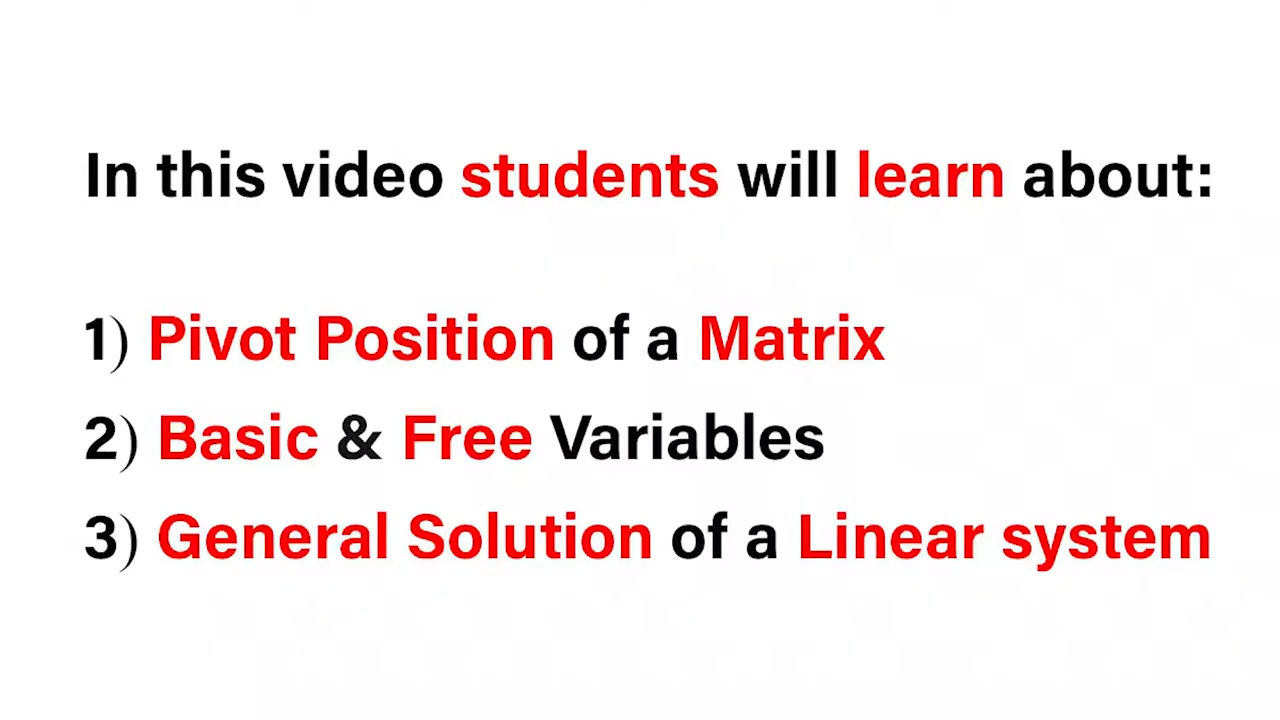 In this video students will learn about:
1) Pivot Position of a Matrix
2) Basic & Free Variables
3) General Solution of a Linear system